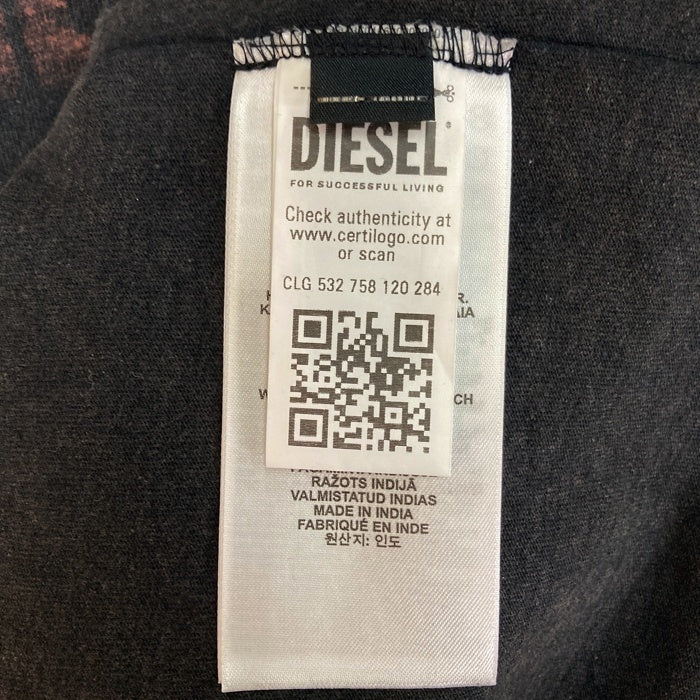 DIESEL®
FOR SUCCESSFUL LIVING
Check authenticity at
www.certilogo.com
or scan
CLG 532 758 120 284
RAŽOTS INDIJĀ
VALMISTATUD INDIAS
MADE IN INDIA
FABRIQUÉ EN INDE
원산지: 인도